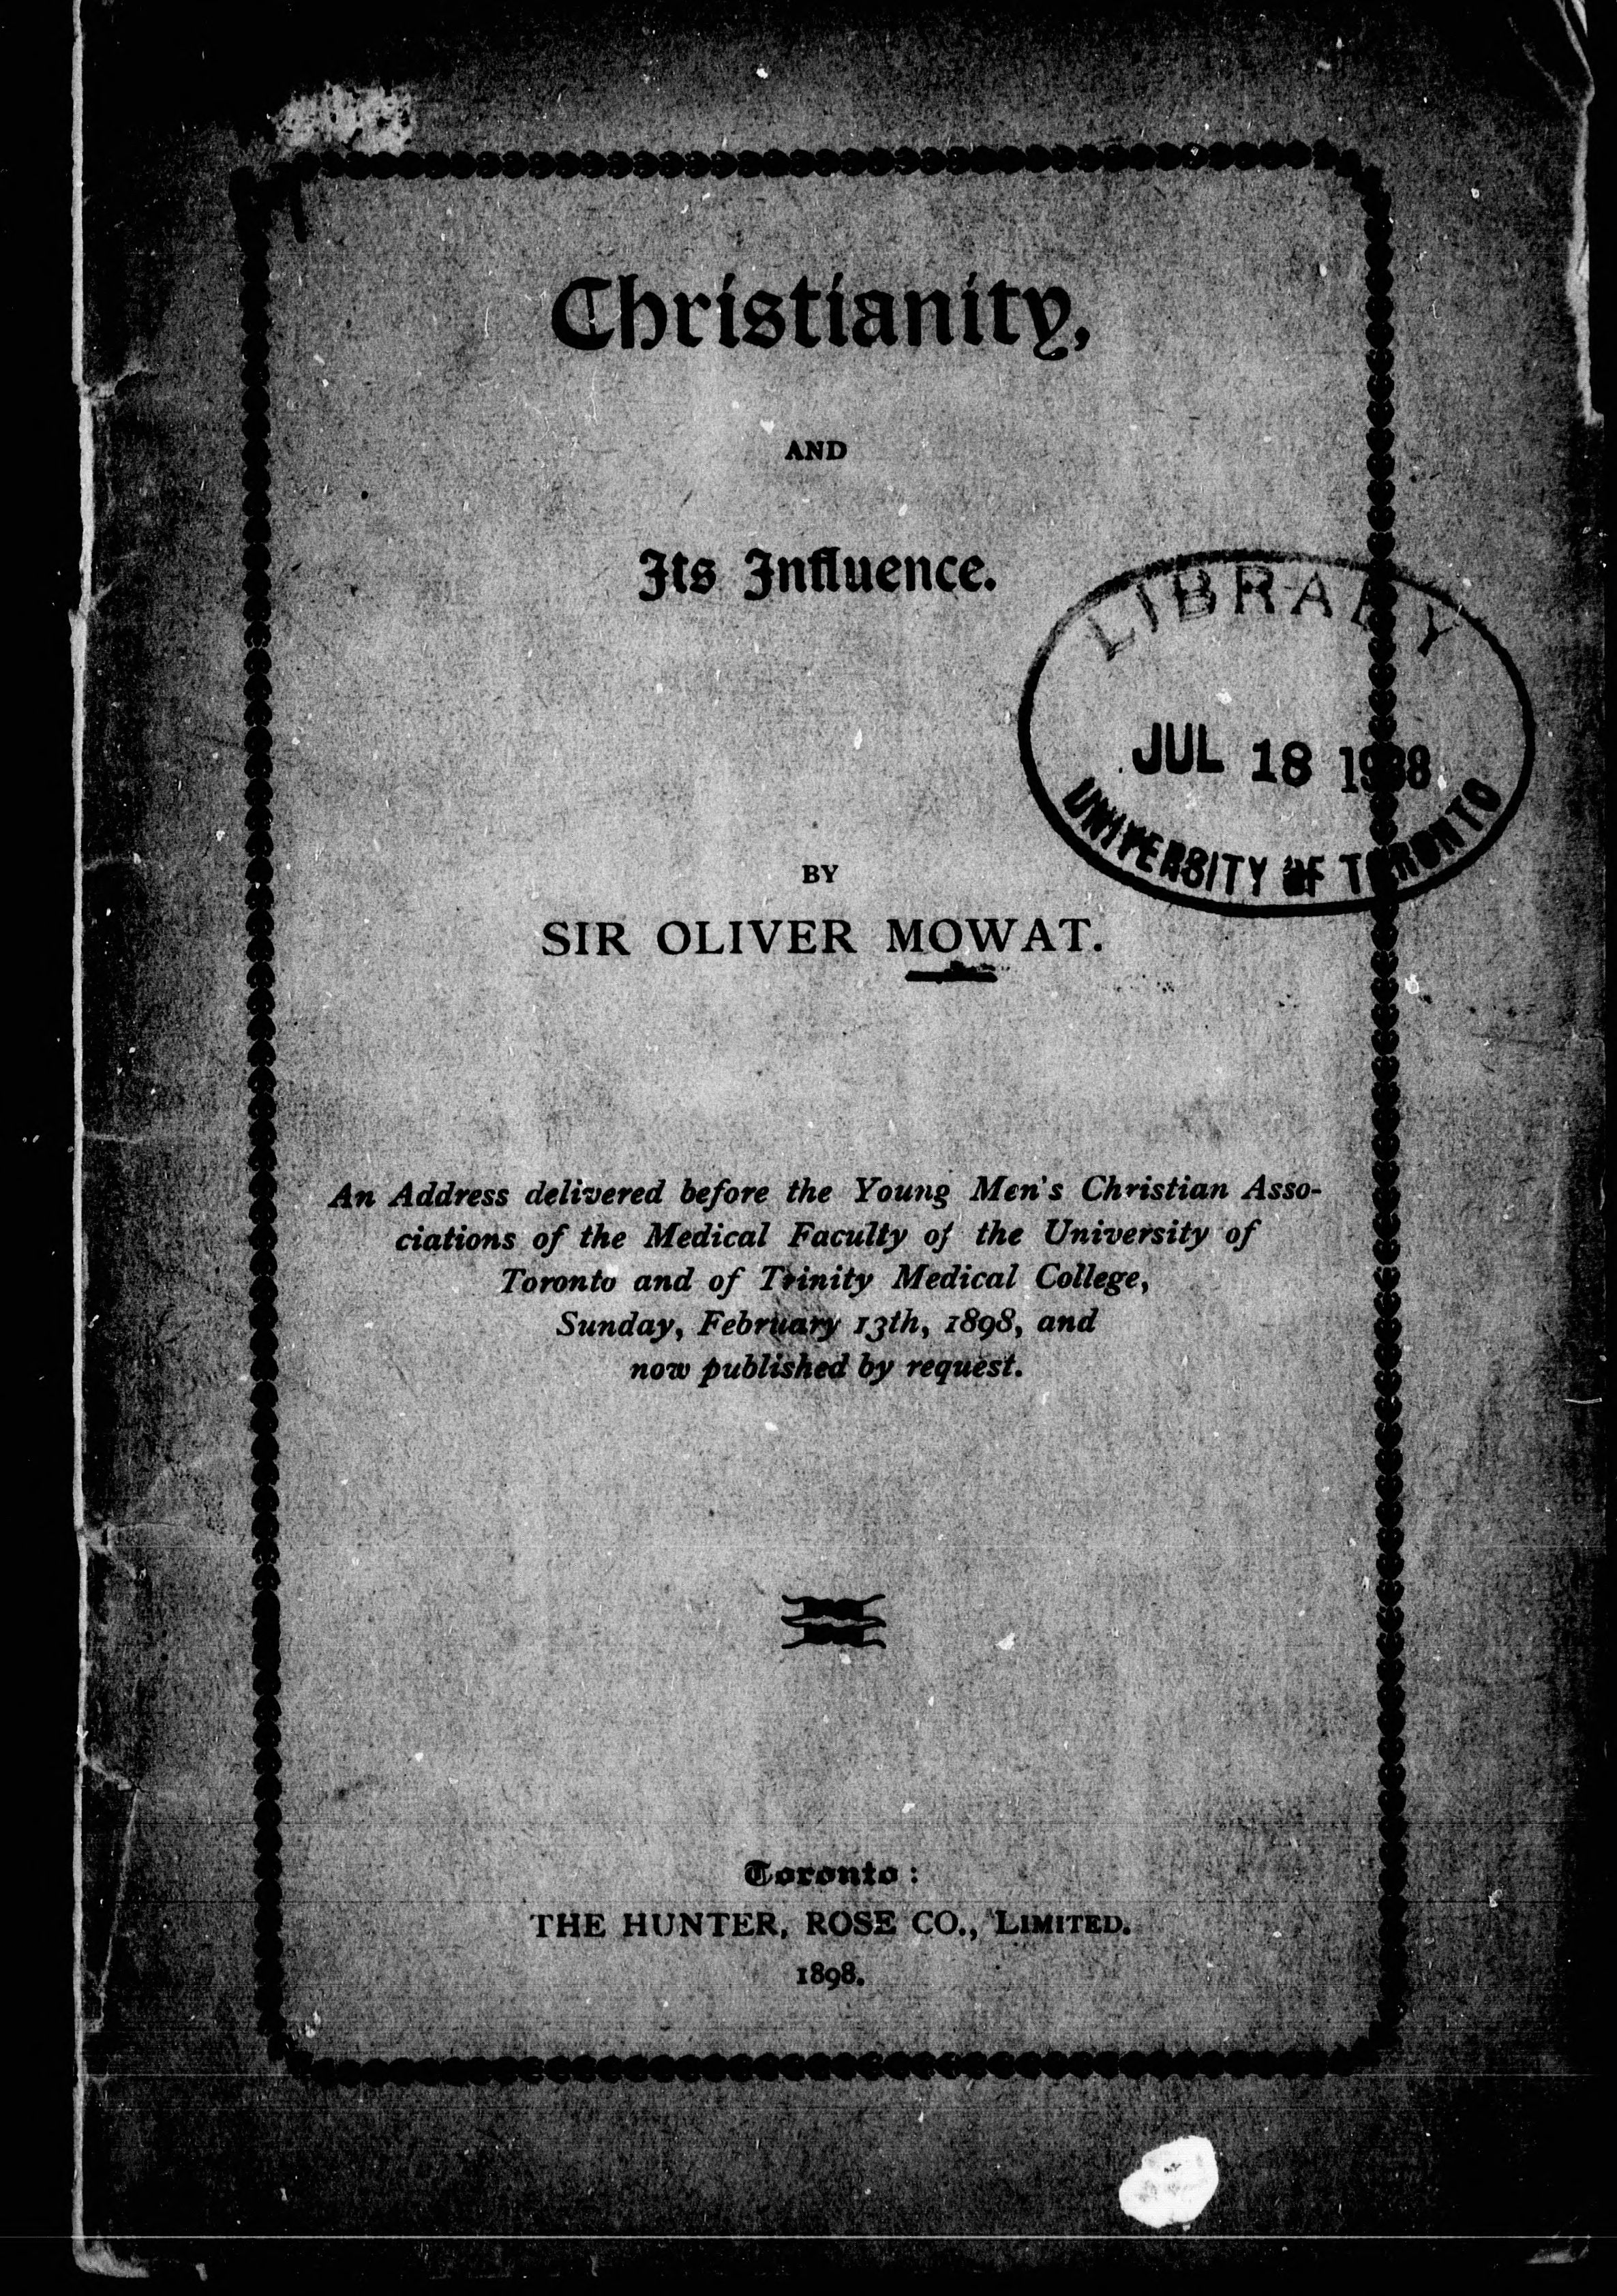 Christianity,
AND
Its Influence.
LIBRARY
JUL 18
UNIVERSITY OF TORONTO
BY
SIR OLIVER MOWAT.
An Address delivered before the Young Men's Christian Asso-
ciations of the Medical Faculty of the University of
Toronto and of Trinity Medical College,
Sunday, February 13th, 1898, and
now published by request.
Toronto:
THE HUNTER, ROSE CO., LIMITED.
1898.